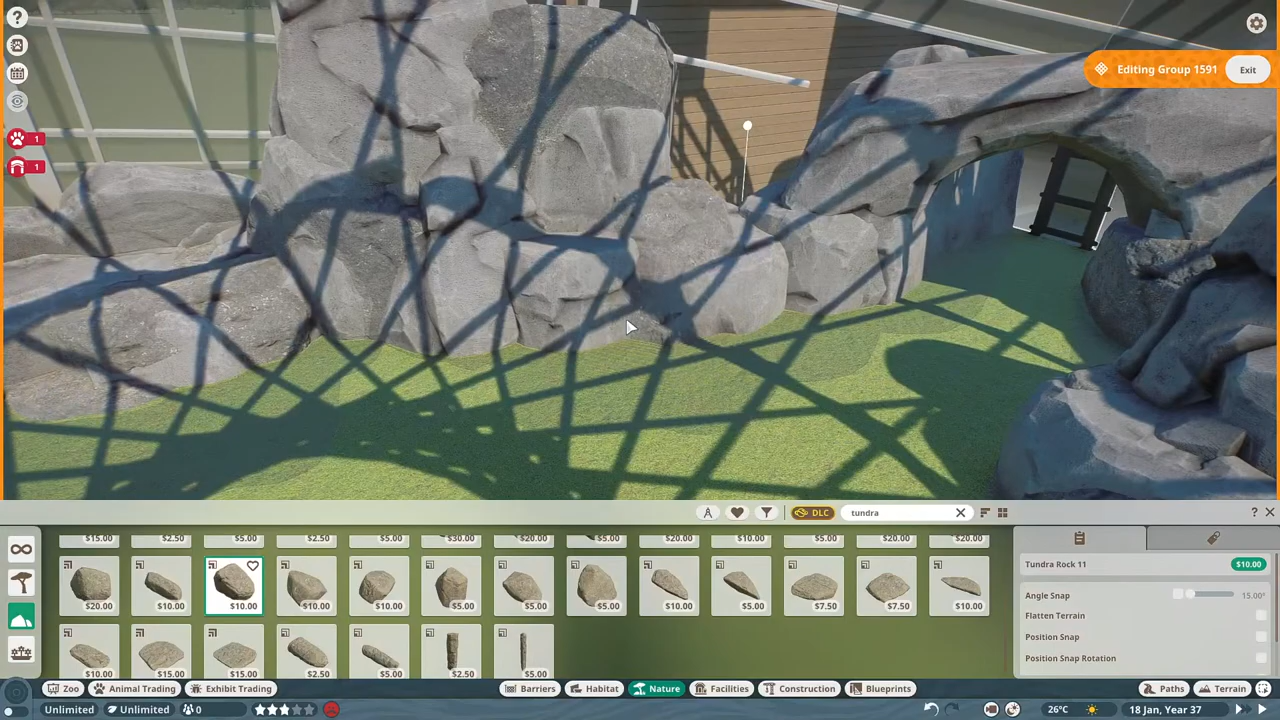 ?
Editing Group 1591
Exit
1
1
DLC
tundra
?
$15.00
$2.50
$5.00
$2.50
$5.00
$30.00
$20.00
$5.00
$20.00
$10.00
$5.00
$20.00
$20.00
$20.00
$10.00
$10.00
$10.00
$10.00
$5.00
$5.00
$5.00
$10.00
$5.00
$7.50
$7.50
$10.00
$10.00
$15.00
$15.00
$5.00
$5.00
$2.50
$5.00
Tundra Rock 11
$10.00
Angle Snap
15.00°
Flatten Terrain
Position Snap
Position Snap Rotation
Zoo
Animal Trading
Exhibit Trading
Barriers
Habitat
Nature
Facilities
Construction
Blueprints
Paths
Terrain
Unlimited
Unlimited
0
26°C
18 Jan, Year 37